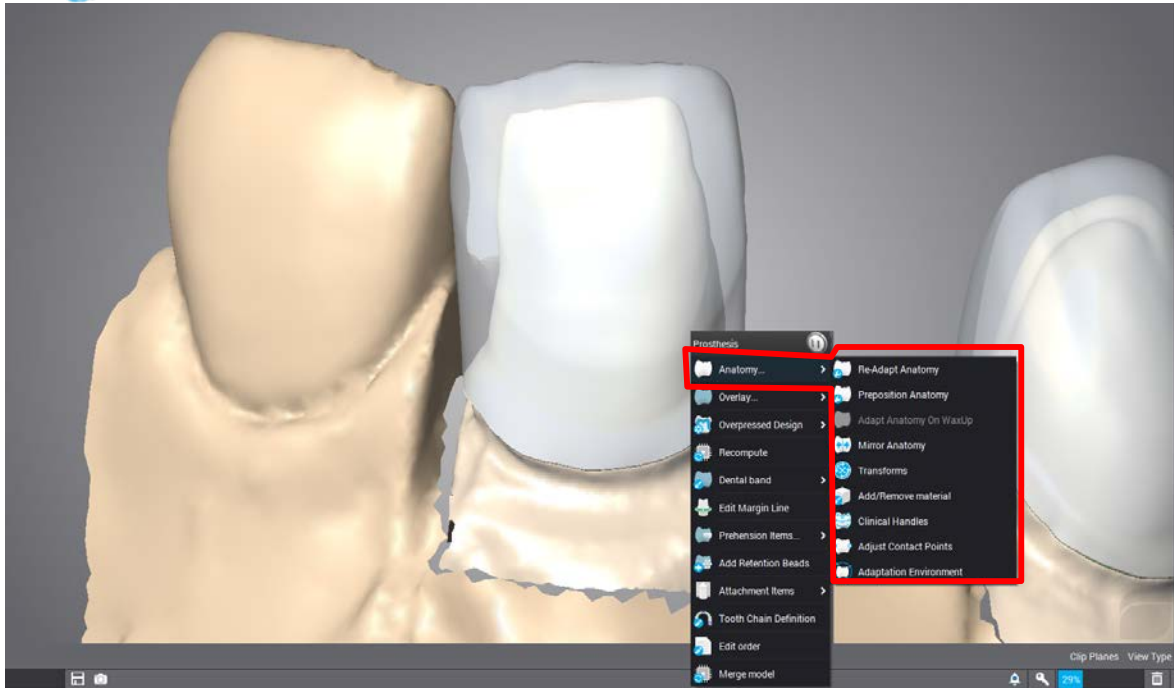 Prosthesis
Anatomy...
Overlay...
Overpressed Design
Recompute
Dental band
Edit Margin Line
Prehension Items...
Add Retention Beads
Attachment Items
Tooth Chain Definition
Edit order
Merge model
Re-Adapt Anatomy
Preposition Anatomy
Adapt Anatomy On WaxUp
Mirror Anatomy
Transforms
Add/Remove material
Clinical Handles
Adjust Contact Points
Adaptation Environment
Clip Planes View Type
29%